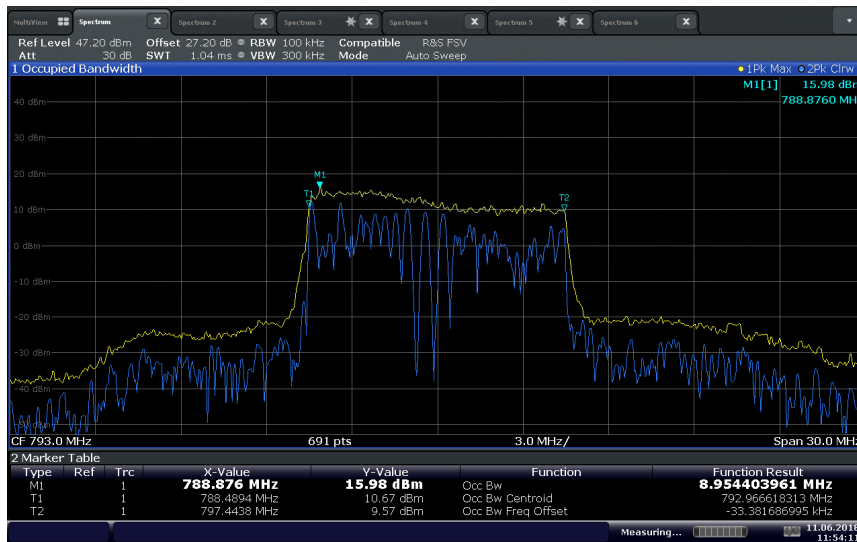 MultiView Spectrum X Spectrum 2 X Spectrum 3 X Spectrum 4 X Spectrum 5 X Spectrum 6 X
Ref Level 47.20 dBm Offset 27.20 dB RBW 100 kHz Compatible R&S FSV
Att 30 dB SWT 1.04 ms VBW 300 kHz Mode Auto Sweep
1 Occupied Bandwidth 1Pk Max 2Pk Clrw
M1[1] 15.98 dBm
788.8760 MH
40 dBm
30 dBm
20 dBm
M1
T1
T2
10 dBm
0 dBm
-10 dBm
-20 dBm
-30 dBm
-40 dBm
CF 793.0 MHz 691 pts 3.0 MHz/ Span 30.0 MHz
2 Marker Table
Type Ref Trc X-Value Y-Value Function Function Result
M1 1 788.876 MHz 15.98 dBm Occ Bw 8.954403961 MHz
T1 1 788.4894 MHz 10.67 dBm Occ Bw Centroid 792.966618313 MHz
T2 1 797.4438 MHz 9.57 dBm Occ Bw Freq Offset -33.381686995 kHz
Measuring... 11.06.2018
11:54:11